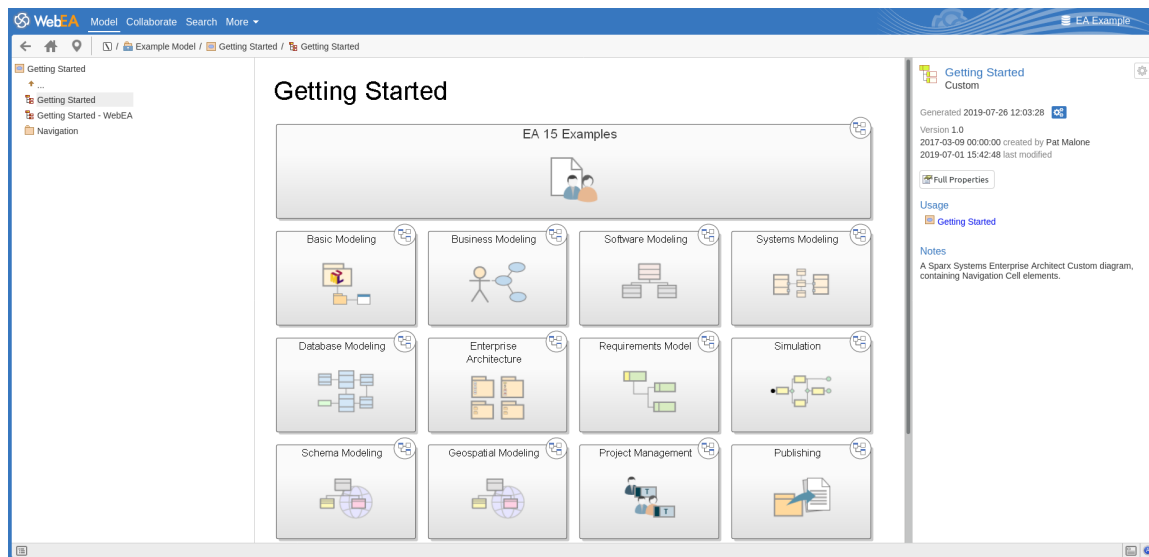 WebEA Model Collaborate Search More
/ Example Model / Getting Started / Getting Started
Getting Started
...
Getting Started
Getting Started - WebEA
Navigation
Getting Started
EA 15 Examples
Basic Modeling
Business Modeling
Software Modeling
Systems Modeling
Database Modeling
Enterprise
Architecture
Requirements Model
Simulation
Schema Modeling
Geospatial Modeling
Project Management
T
T
Publishing
EA Example
Getting Started
Custom
Generated 2019-07-26 12:03:28
Version 1.0
2017-03-09 00:00:00 created by Pat Malone
2019-07-01 15:42:48 last modified
Full Properties
Usage
Getting Started
Notes
A Sparx Systems Enterprise Architect Custom diagram,
containing Navigation Cell elements.